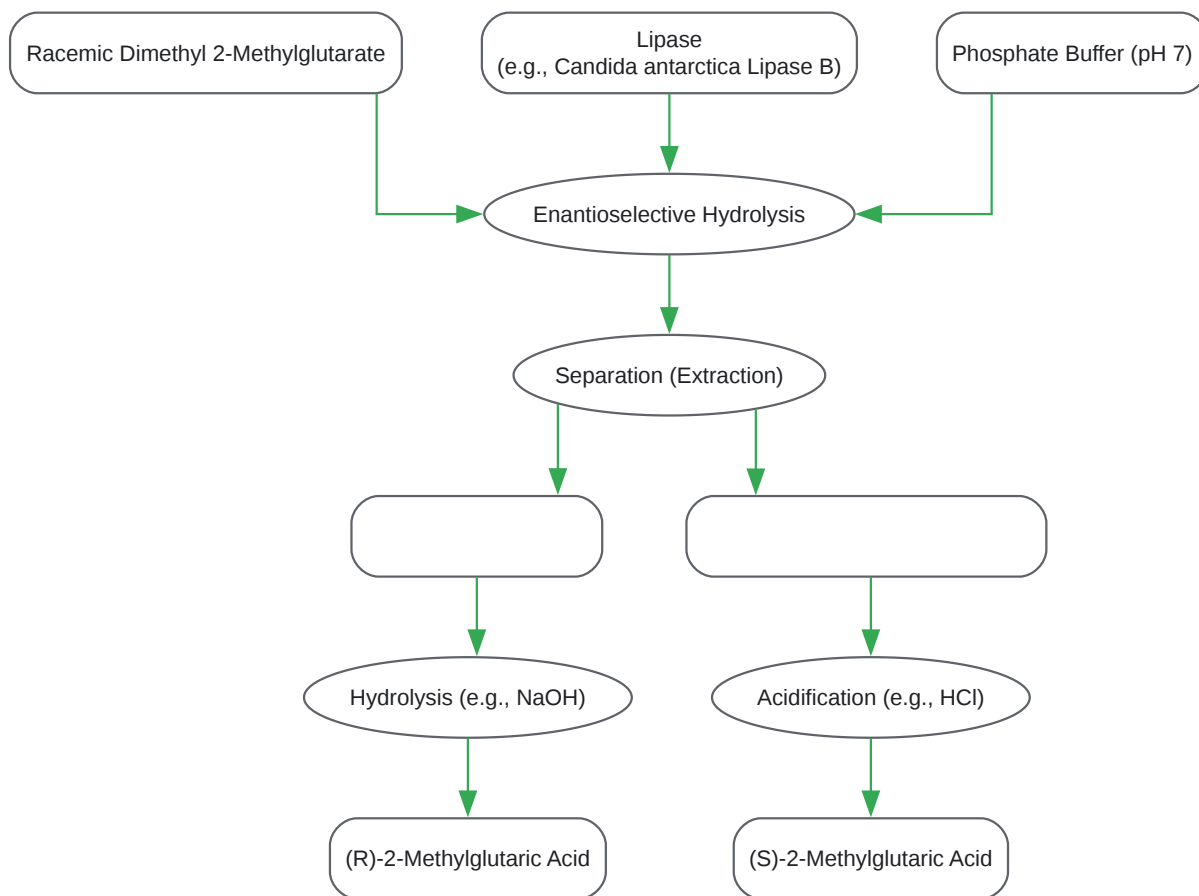 Racemic Dimethyl 2-Methylglutarate
Lipase
(e.g., Candida antarctica Lipase B)
Phosphate Buffer (pH 7)
Enantioselective Hydrolysis
Separation (Extraction)
Hydrolysis (e.g., NaOH)
Acidification (e.g., HCl)
(R)-2-Methylglutaric Acid
(S)-2-Methylglutaric Acid